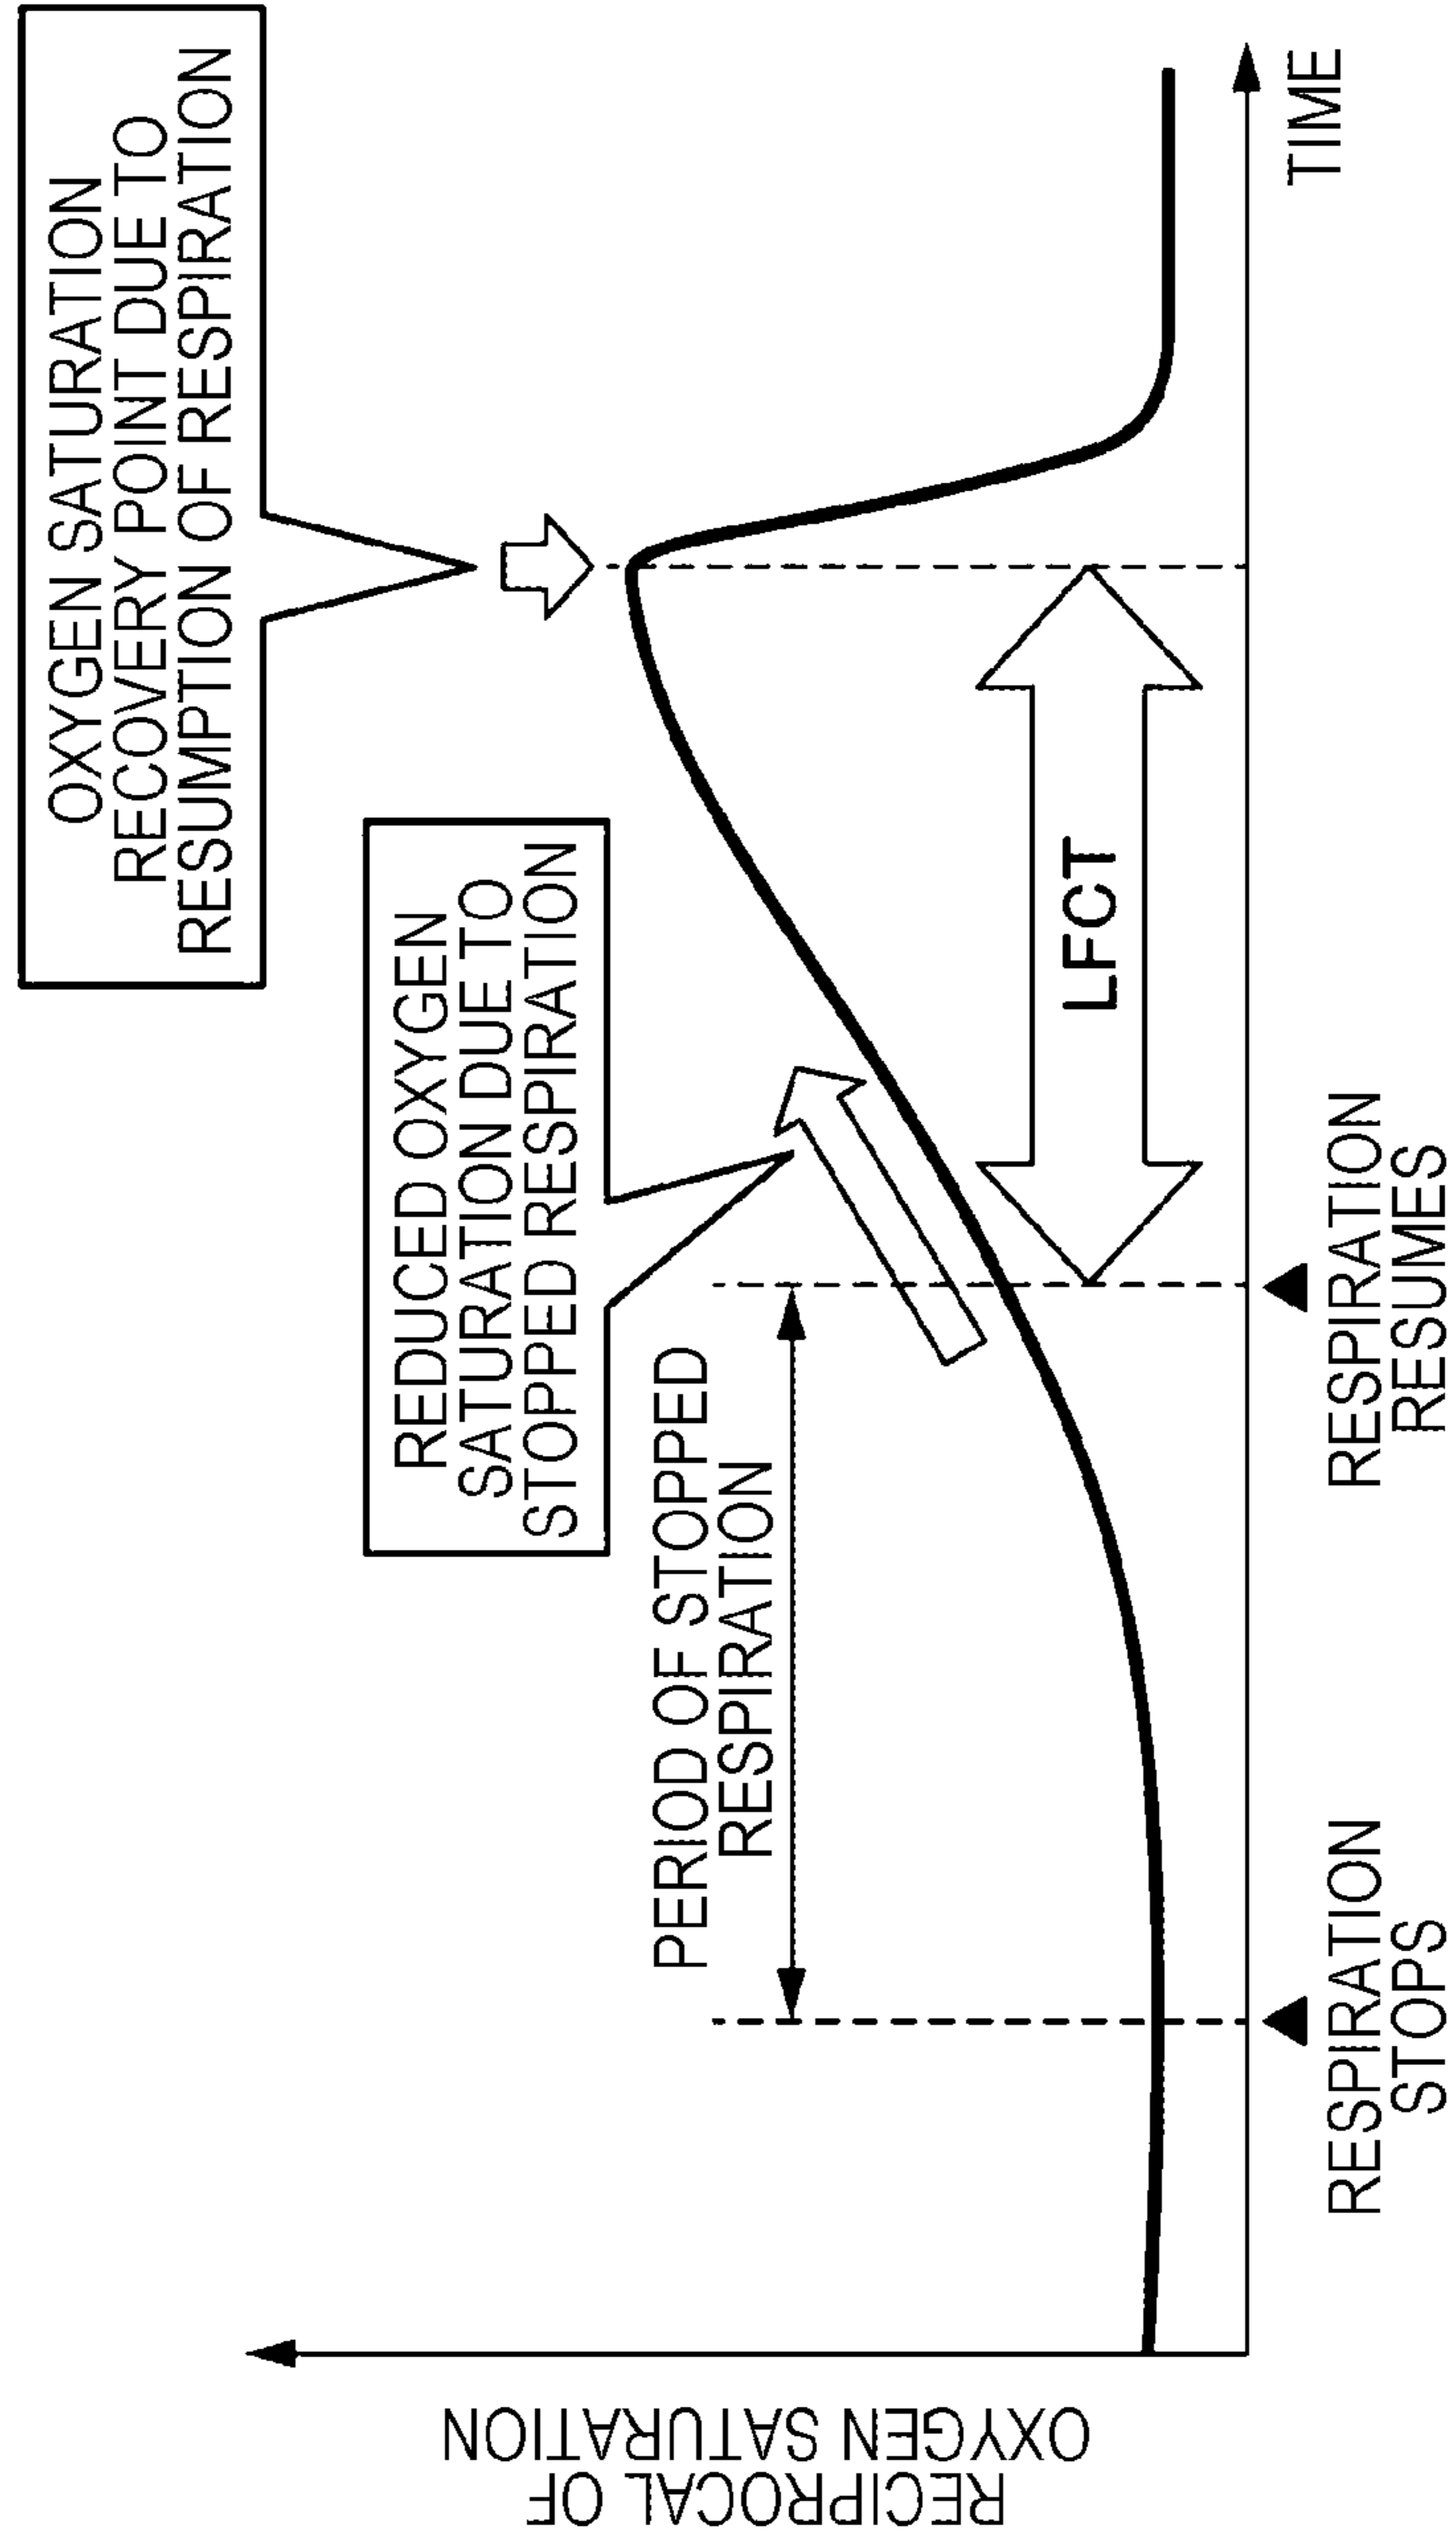 OXYGEN SATURATION
RECOVERY POINT DUE TO
RESUMPTION OF RESPIRATION
REDUCED OXYGEN
SATURATION DUE TO
STOPPED RESPIRATION
PERIOD OF STOPPED
RESPIRATION
RECIPROCAL OF
OXYGEN SATURATION
LFCT
RESPIRATION
STOPS
RESPIRATION
RESUMES
TIME